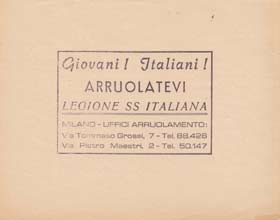 Giovani! Italiani!
ARRUOLATEVI
LEGIONE SS ITALIANA
MILANO - UFFICI ARRUOLAMENTO:
Via Tommaso Grossi, 7 - Tel. 88.426
Via Pietro Maestri, 2 - Tel. 50.147